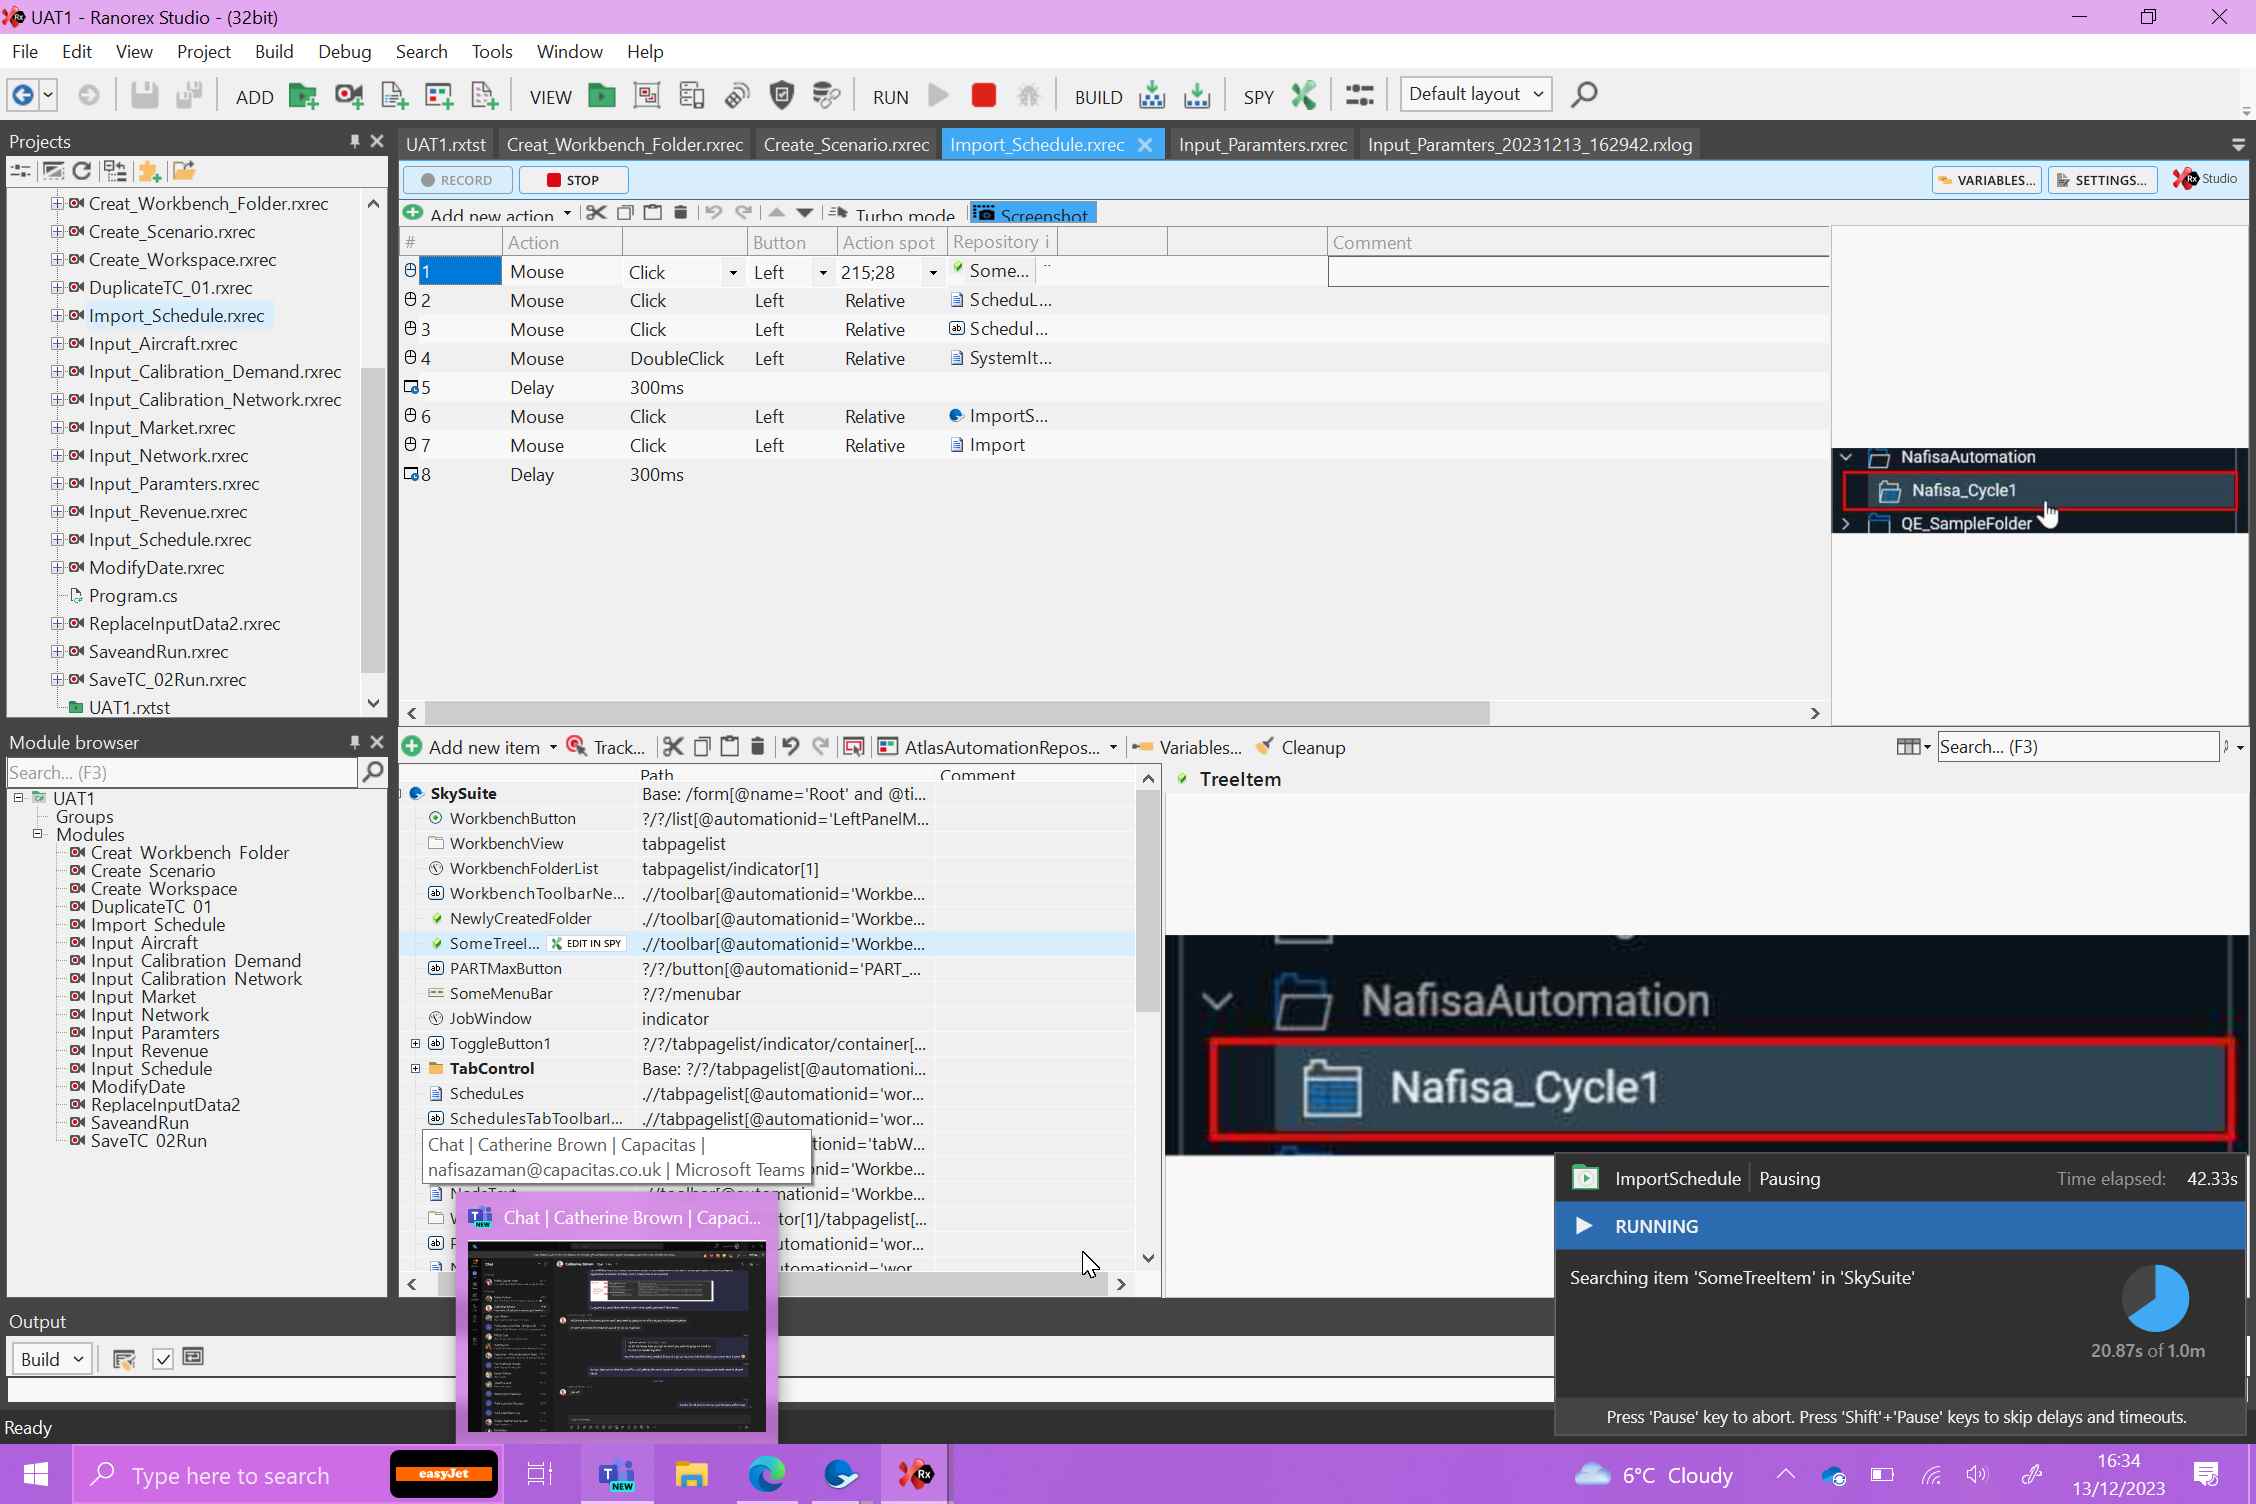 UAT1 - Ranorex Studio - (32bit)
File Edit View Project Build Debug Search Tools Window Help
ADD VIEW RUN BUILD SPY Default layout
Projects
UAT1.rxtst Creat_Workbench_Folder.rxrec Create_Scenario.rxrec Import_Schedule.rxrec Input_Paramters.rxrec Input_Paramters_20231213_162942.rxlog
RECORD STOP VARIABLES... SETTINGS... Rx Studio
Add new action Turbo mode Screenshot
# Action Button Action spot Repository i Comment
1 Mouse Click Left 215;28 Some... ..
2 Mouse Click Left Relative ScheduL...
3 Mouse Click Left Relative Schedul...
4 Mouse DoubleClick Left Relative SystemIt...
5 Delay 300ms
6 Mouse Click Left Relative ImportS...
7 Mouse Click Left Relative Import
8 Delay 300ms
Creat_Workbench_Folder.rxrec
Create_Scenario.rxrec
Create_Workspace.rxrec
DuplicateTC_01.rxrec
Import_Schedule.rxrec
Input_Aircraft.rxrec
Input_Calibration_Demand.rxrec
Input_Calibration_Network.rxrec
Input_Market.rxrec
Input_Network.rxrec
Input_Paramters.rxrec
Input_Revenue.rxrec
Input_Schedule.rxrec
ModifyDate.rxrec
Program.cs
ReplaceInputData2.rxrec
SaveandRun.rxrec
SaveTC_02Run.rxrec
UAT1.rxtst
NafisaAutomation
Nafisa_Cycle1
QE_SampleFolder
Module browser
Search... (F3)
UAT1
Groups
Modules
Creat Workbench Folder
Create Scenario
Create Workspace
DuplicateTC 01
Import Schedule
Input Aircraft
Input Calibration Demand
Input Calibration Network
Input Market
Input Network
Input Paramters
Input Revenue
Input Schedule
ModifyDate
ReplaceInputData2
SaveandRun
SaveTC 02Run
Add new item Track... AtlasAutomationRepos... Variables... Cleanup Search... (F3)
Path Comment
SkySuite Base: /form[@name='Root' and @ti...
WorkbenchButton ?/?/list[@automationid='LeftPanelM...
WorkbenchView tabpagelist
WorkbenchFolderList tabpagelist/indicator[1]
WorkbenchToolbarNe... .//toolbar[@automationid='Workbe...
NewlyCreatedFolder .//toolbar[@automationid='Workbe...
SomeTreeI... EDIT IN SPY .//toolbar[@automationid='Workbe...
PARTMaxButton ?/?/button[@automationid='PART_...
SomeMenuBar ?/?/menubar
JobWindow indicator
ToggleButton1 ?/?/tabpagelist/indicator/container[...
TabControl Base: ?/?/tabpagelist[@automationi...
ScheduLes .//tabpagelist[@automationid='wor...
SchedulesTabToolbarI... .//tabpagelist[@automationid='wor...
tionid='tabW...
nid='wor...
mationid='Workbe...
tor[1]/tabpagelist[...
utomationid='wor...
Chat | Catherine Brown | Capacitas |
nafisazaman@capacitas.co.uk | Microsoft Teams
Chat | Catherine Brown | Capaci...
TreeItem
NafisaAutomation
Nafisa_Cycle1
ImportSchedule Pausing Time elapsed: 42.33s
RUNNING
Searching item 'SomeTreeItem' in 'SkySuite'
20.87s of 1.0m
Press 'Pause' key to abort. Press 'Shift'+'Pause' keys to skip delays and timeouts.
Output
Build
Ready
Type here to search easyJet NEW Rx 6°C Cloudy 16:34
13/12/2023